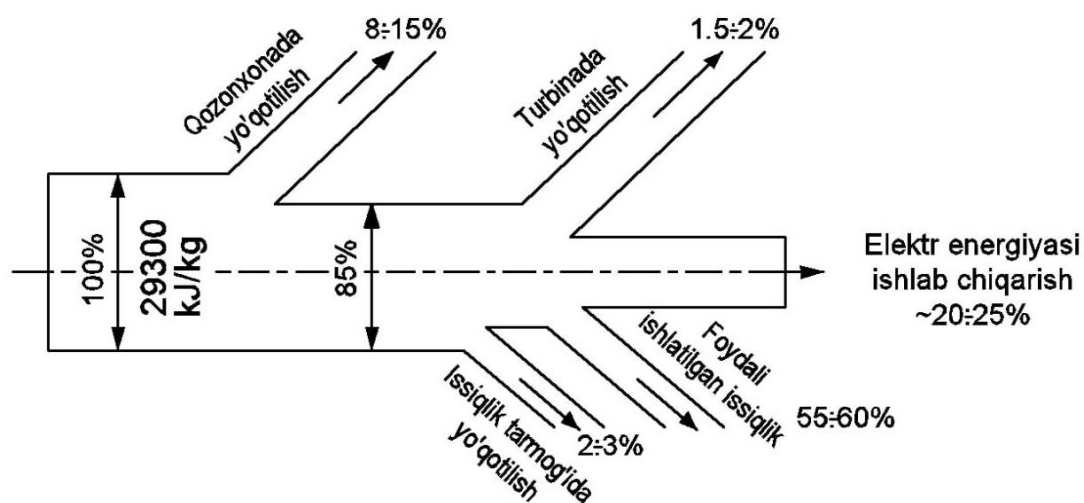 Qozonxonada
yo'qotilish
8÷15%
Turbinada
yo'qotilish
1.5÷2%
100%
29300
kJ/kg
85%
Elektr energiyasi
ishlab chiqarish
~20÷25%
Foydali
ishlatilgan issiqlik
55÷60%
Issiqlik tarmog'ida
yo'qotilish
2÷3%